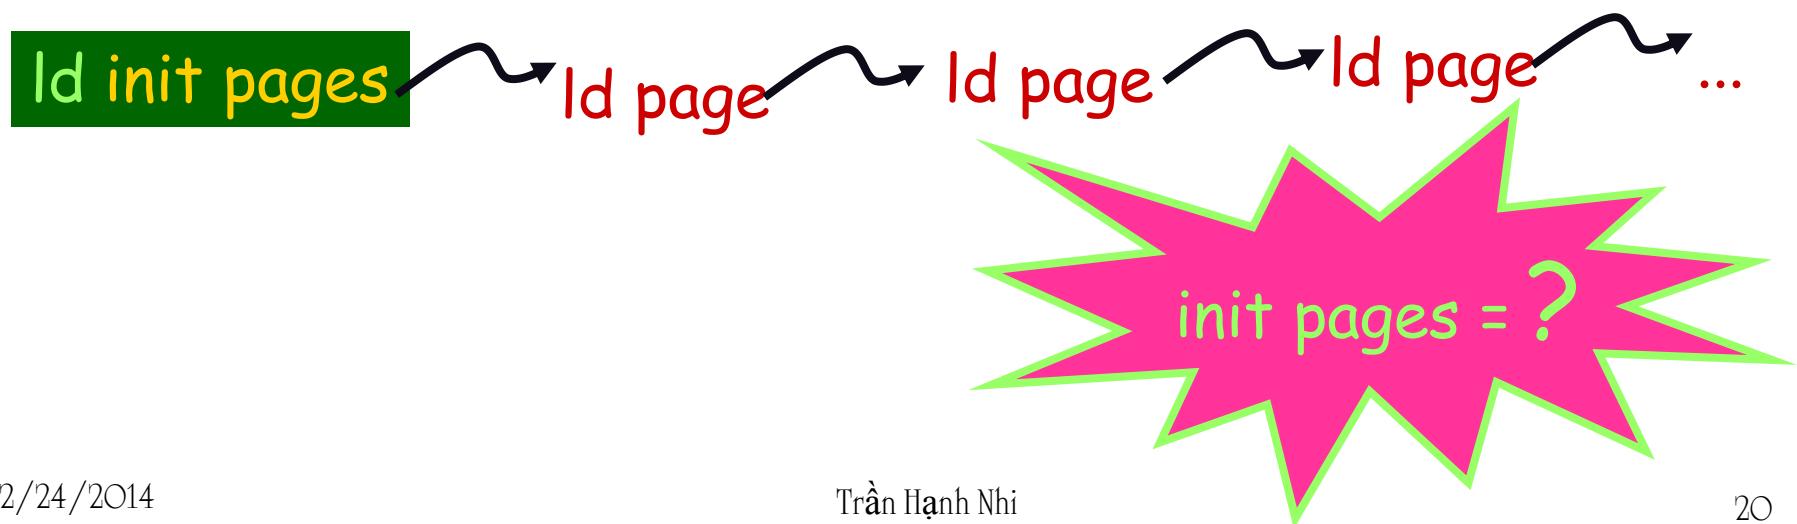 ld init pages ld page ld page ld page ...
init pages = ?
2/24/2014 Trần Hạnh Nhi 20